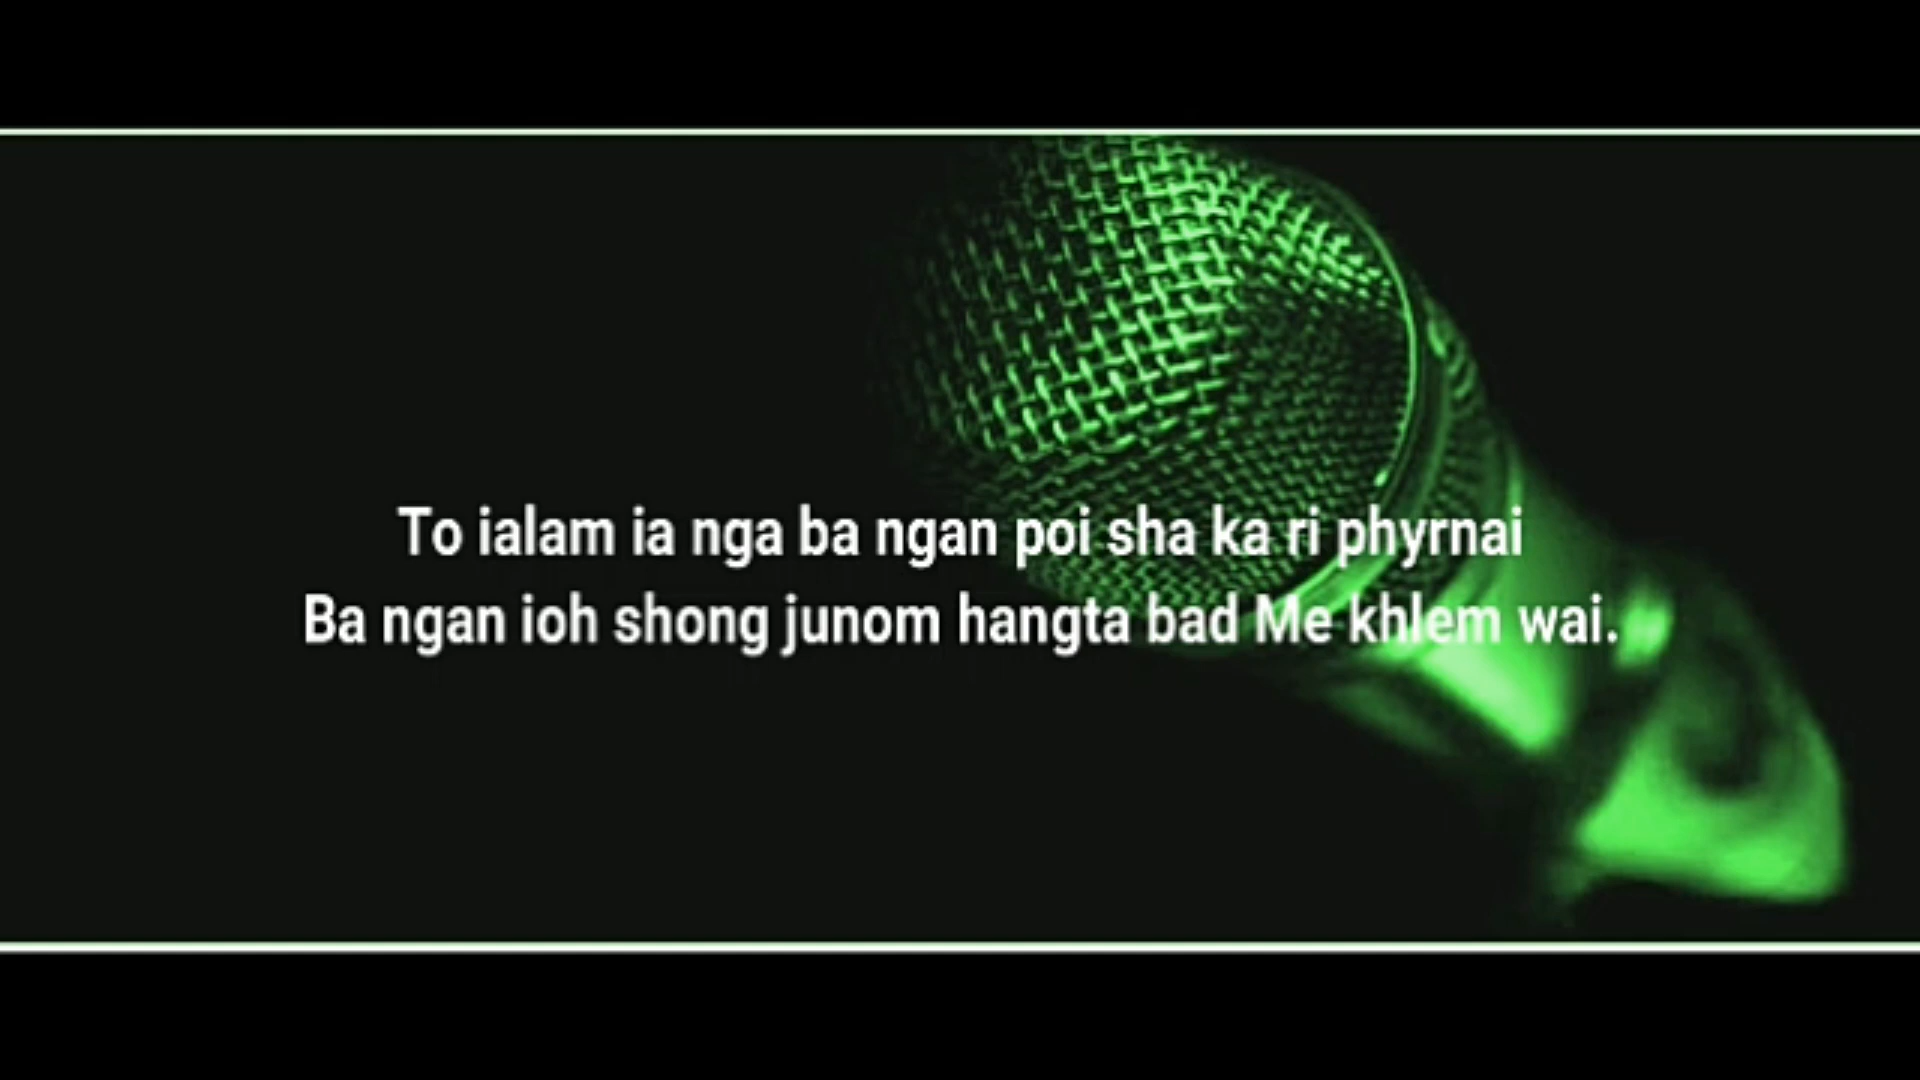 To ialam ia nga ba ngan poi sha ka ri phyrnai
Ba ngan ioh shong junom hangta bad Me khlem wai.